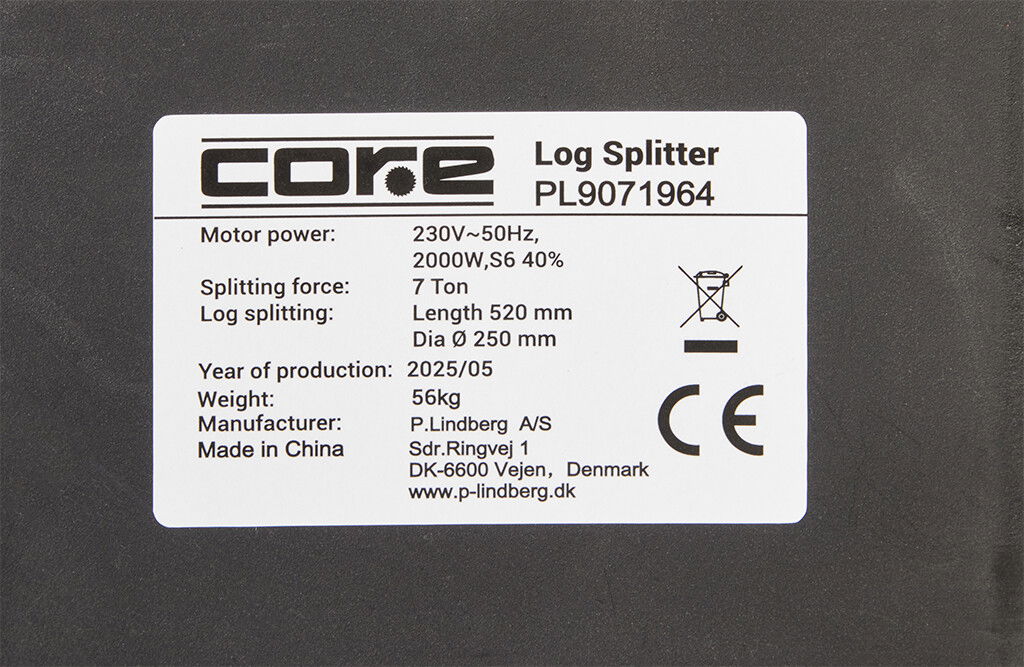 core
Log Splitter
PL9071964
Motor power: 230V~50Hz,
2000W,S6 40%
Splitting force: 7 Ton
Log splitting: Length 520 mm
Dia Ø 250 mm
Year of production: 2025/05
Weight: 56kg
Manufacturer: P.Lindberg A/S
Made in China Sdr.Ringvej 1
DK-6600 Vejen, Denmark
www.p-lindberg.dk
CE